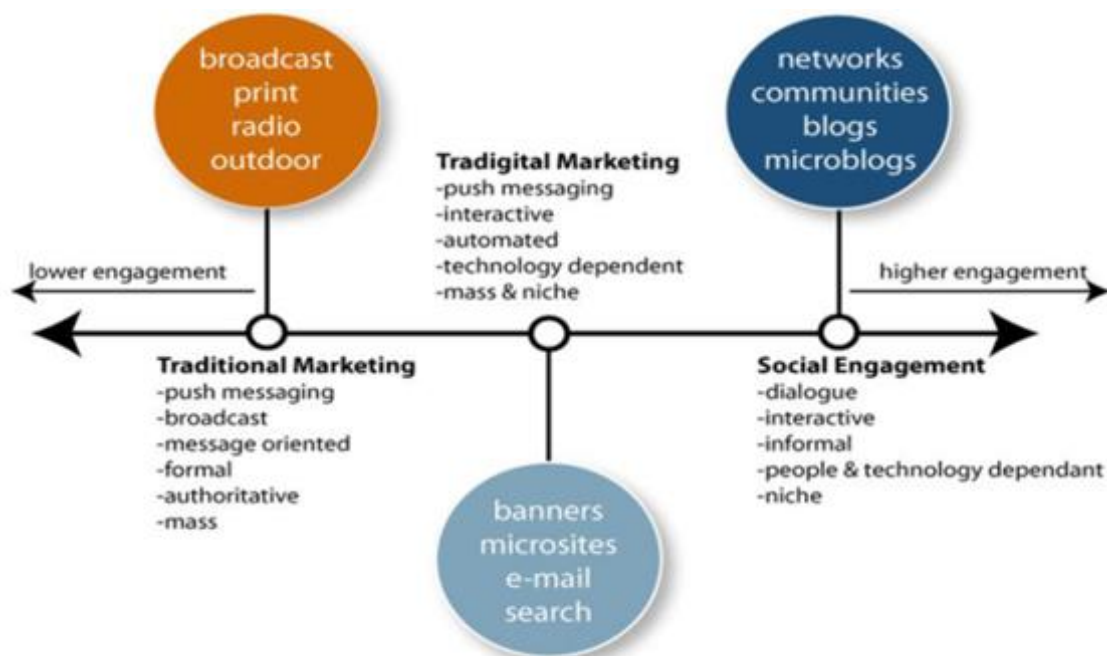 broadcast
print
radio
outdoor
networks
communities
blogs
microblogs
Tradigital Marketing
-push messaging
-interactive
-automated
-technology dependent
-mass & niche
lower engagement
higher engagement
Traditional Marketing
-push messaging
-broadcast
-message oriented
-formal
-authoritative
-mass
Social Engagement
-dialogue
-interactive
-informal
-people & technology dependant
-niche
banners
microsites
e-mail
search